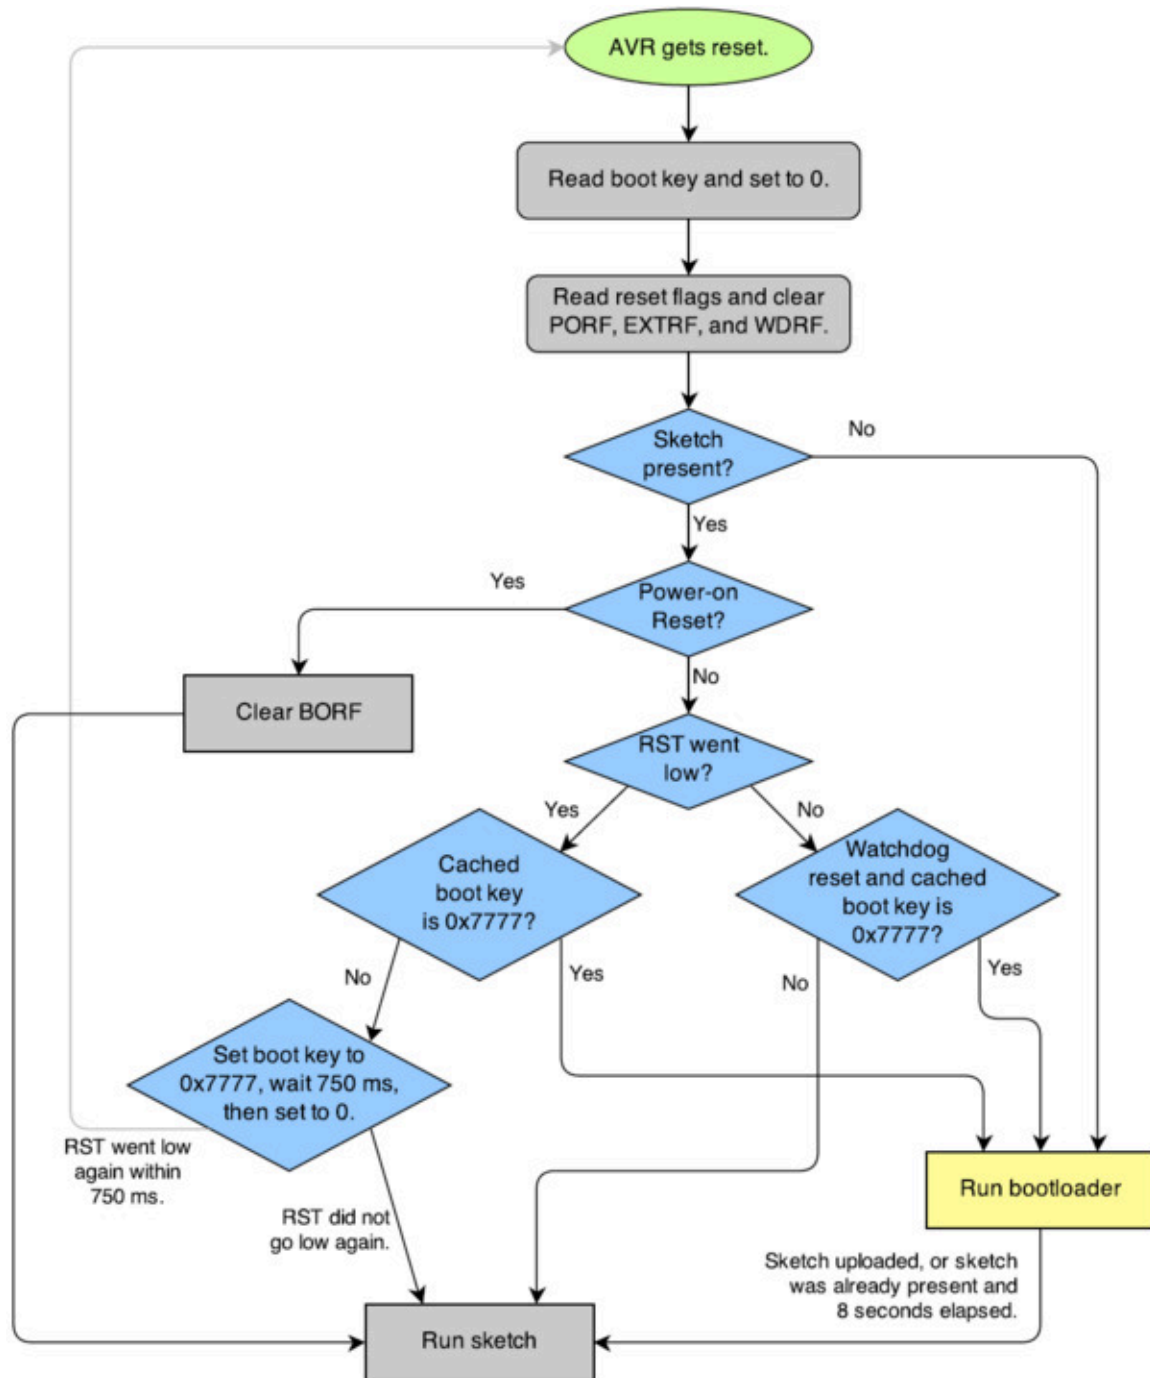 AVR gets reset.
Read boot key and set to 0.
Read reset flags and clear
PORF, EXTRF, and WDRF.
Sketch
present?
No
Yes
Power-on
Reset?
Yes
No
Clear BORF
RST went
low?
Yes
No
Cached
boot key
is 0x7777?
Watchdog
reset and cached
boot key is
0x7777?
No
Yes
No
Yes
Set boot key to
0x7777, wait 750 ms,
then set to 0.
RST went low
again within
750 ms.
RST did not
go low again.
Run bootloader
Sketch uploaded, or sketch
was already present and
8 seconds elapsed.
Run sketch